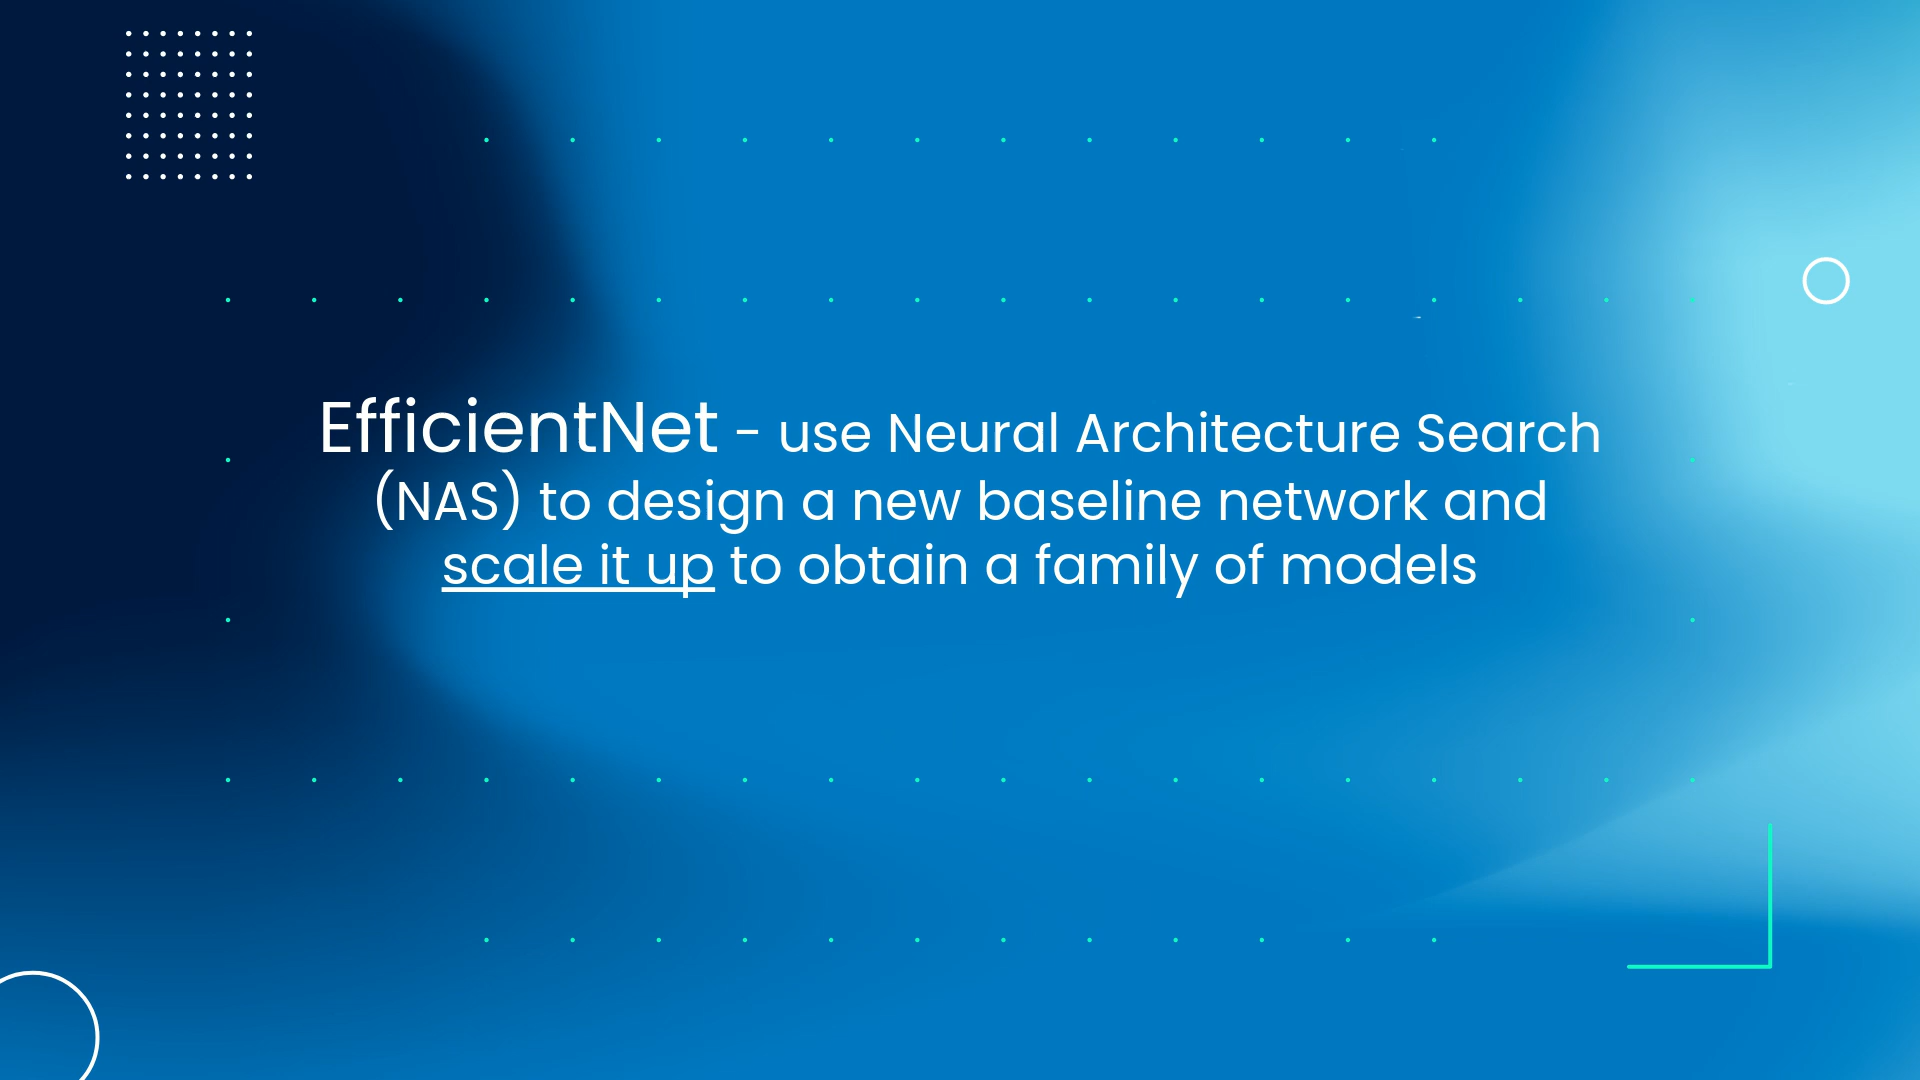 EfficientNet - use Neural Architecture Search
(NAS) to design a new baseline network and
scale it up to obtain a family of models